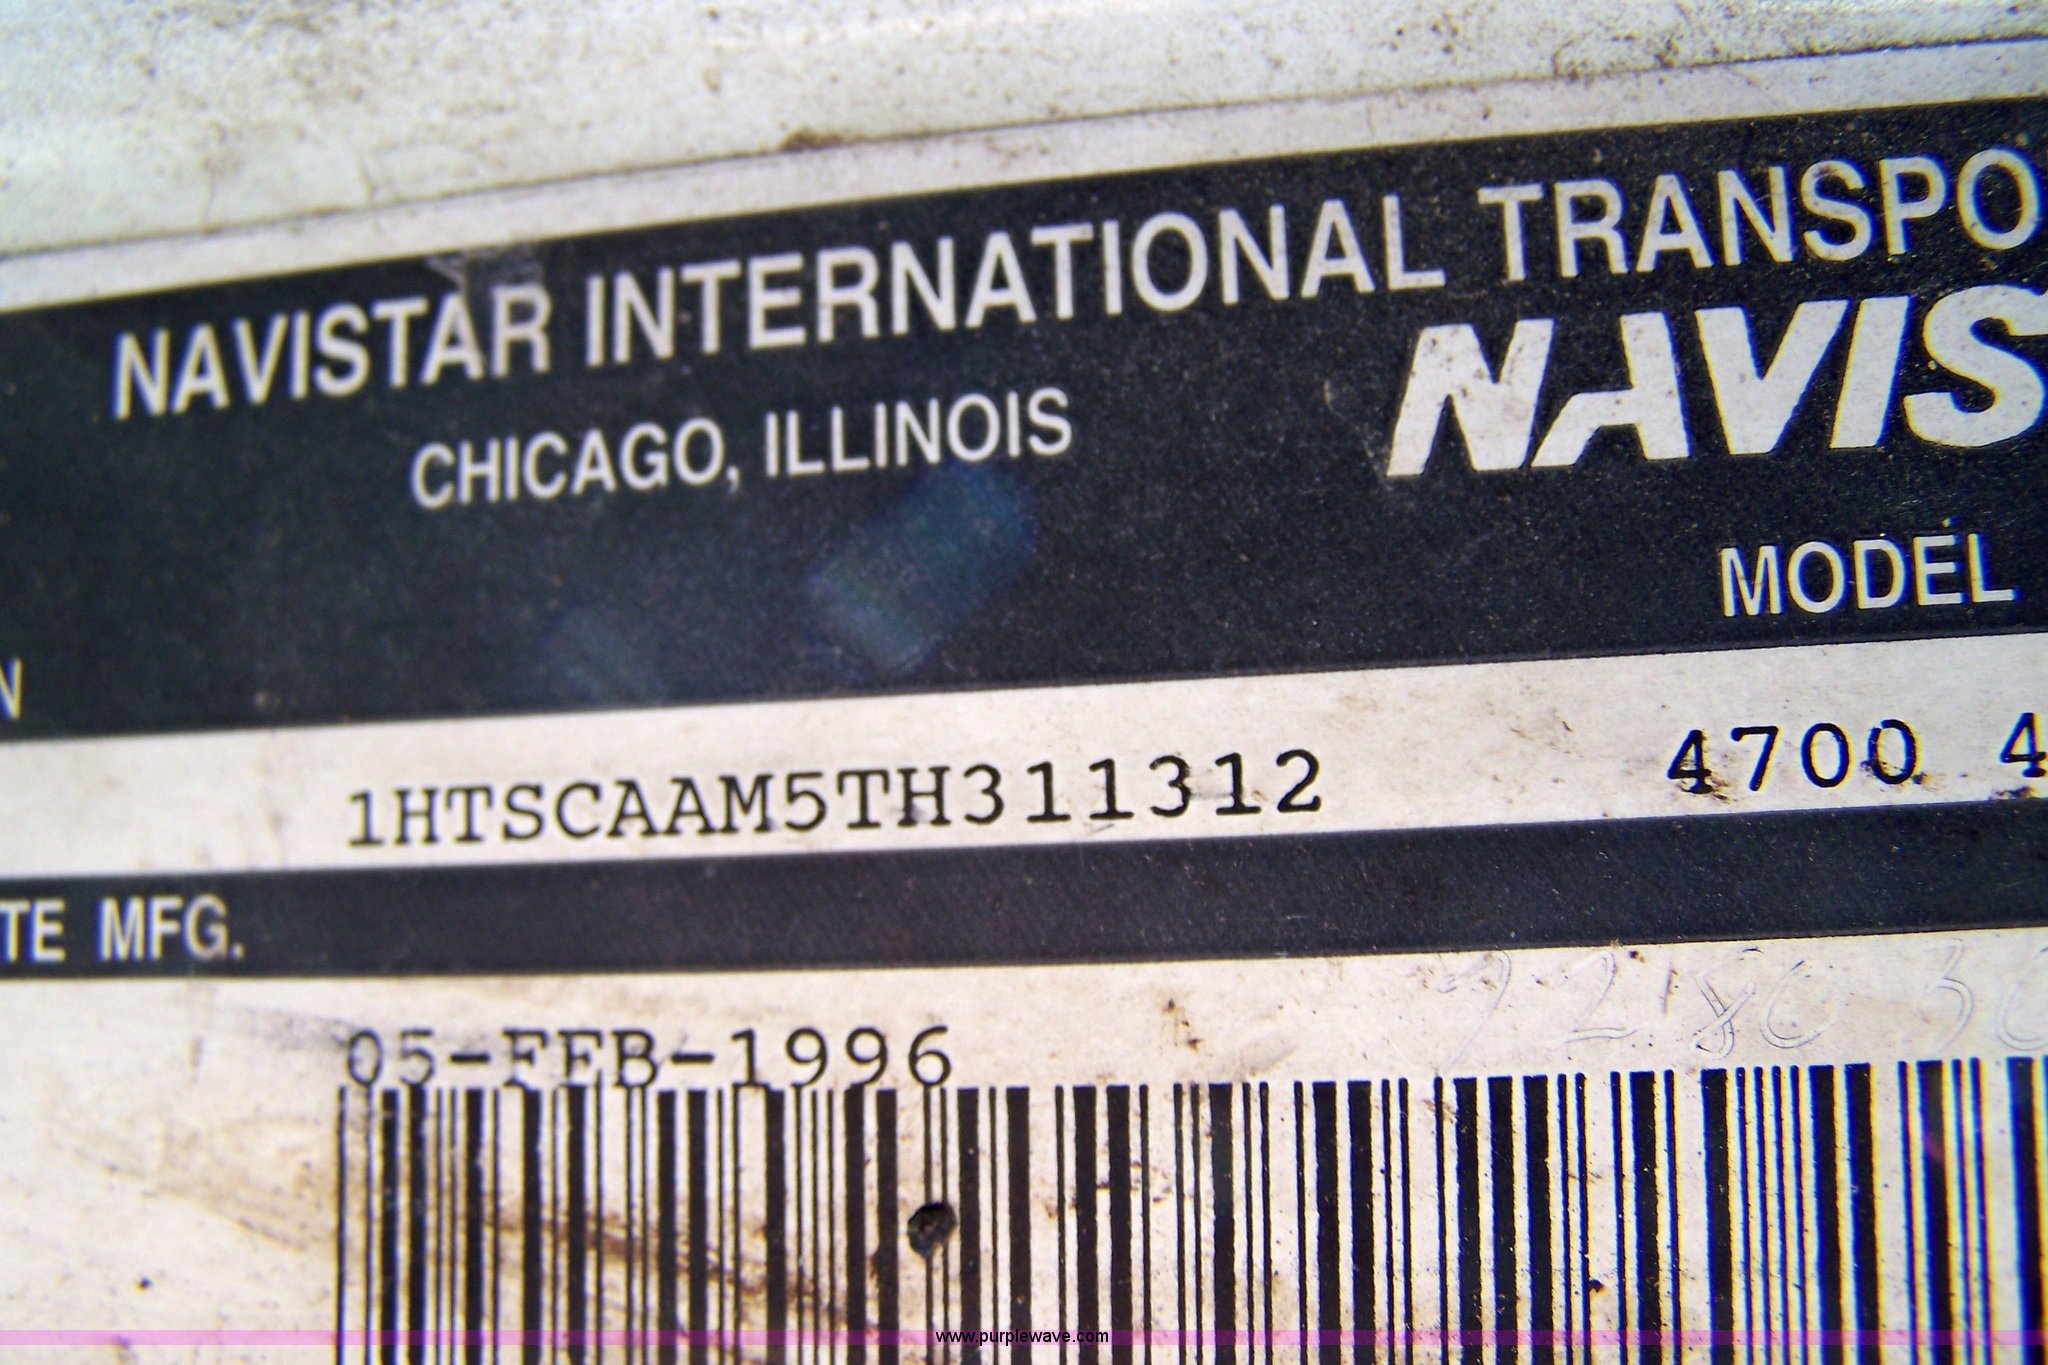 NAVISTAR INTERNATIONAL TRANSPO
CHICAGO, ILLINOIS
NAVIS
MODEL
N
1HTSCAAM5TH311312 4700 4
TE MFG.
05-FEB-1996
www.purplewave.com